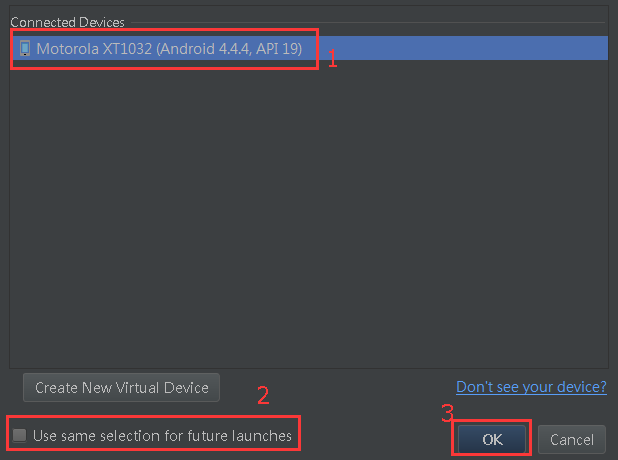 Connected Devices
Motorola XT1032 (Android 4.4.4, API 19)
1
Create New Virtual Device
Don't see your device?
2
Use same selection for future launches
3
OK
Cancel